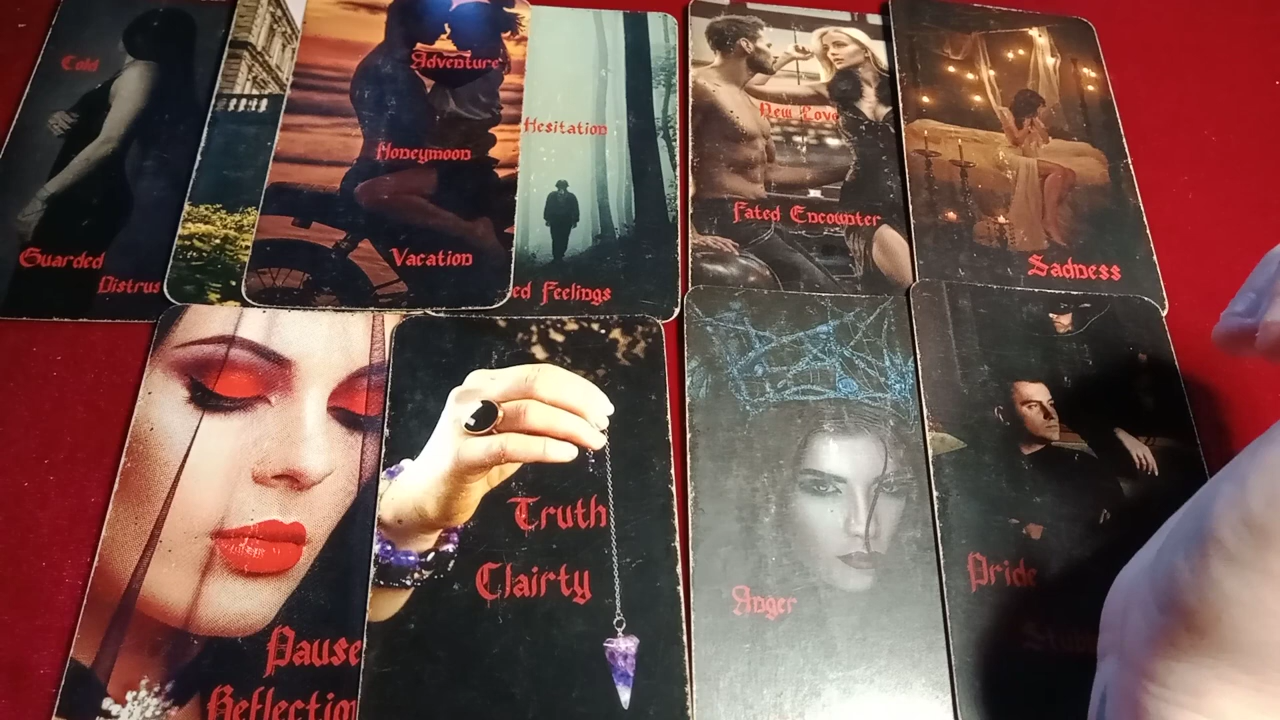 Cold
Guarded
Distrus
Adventure
Honeymoon
Vacation
Hesitation
ed Feelings
New Love
Fated Encounter
Sadness
Pause
Reflection
Truth
Clairty
Anger
Pride